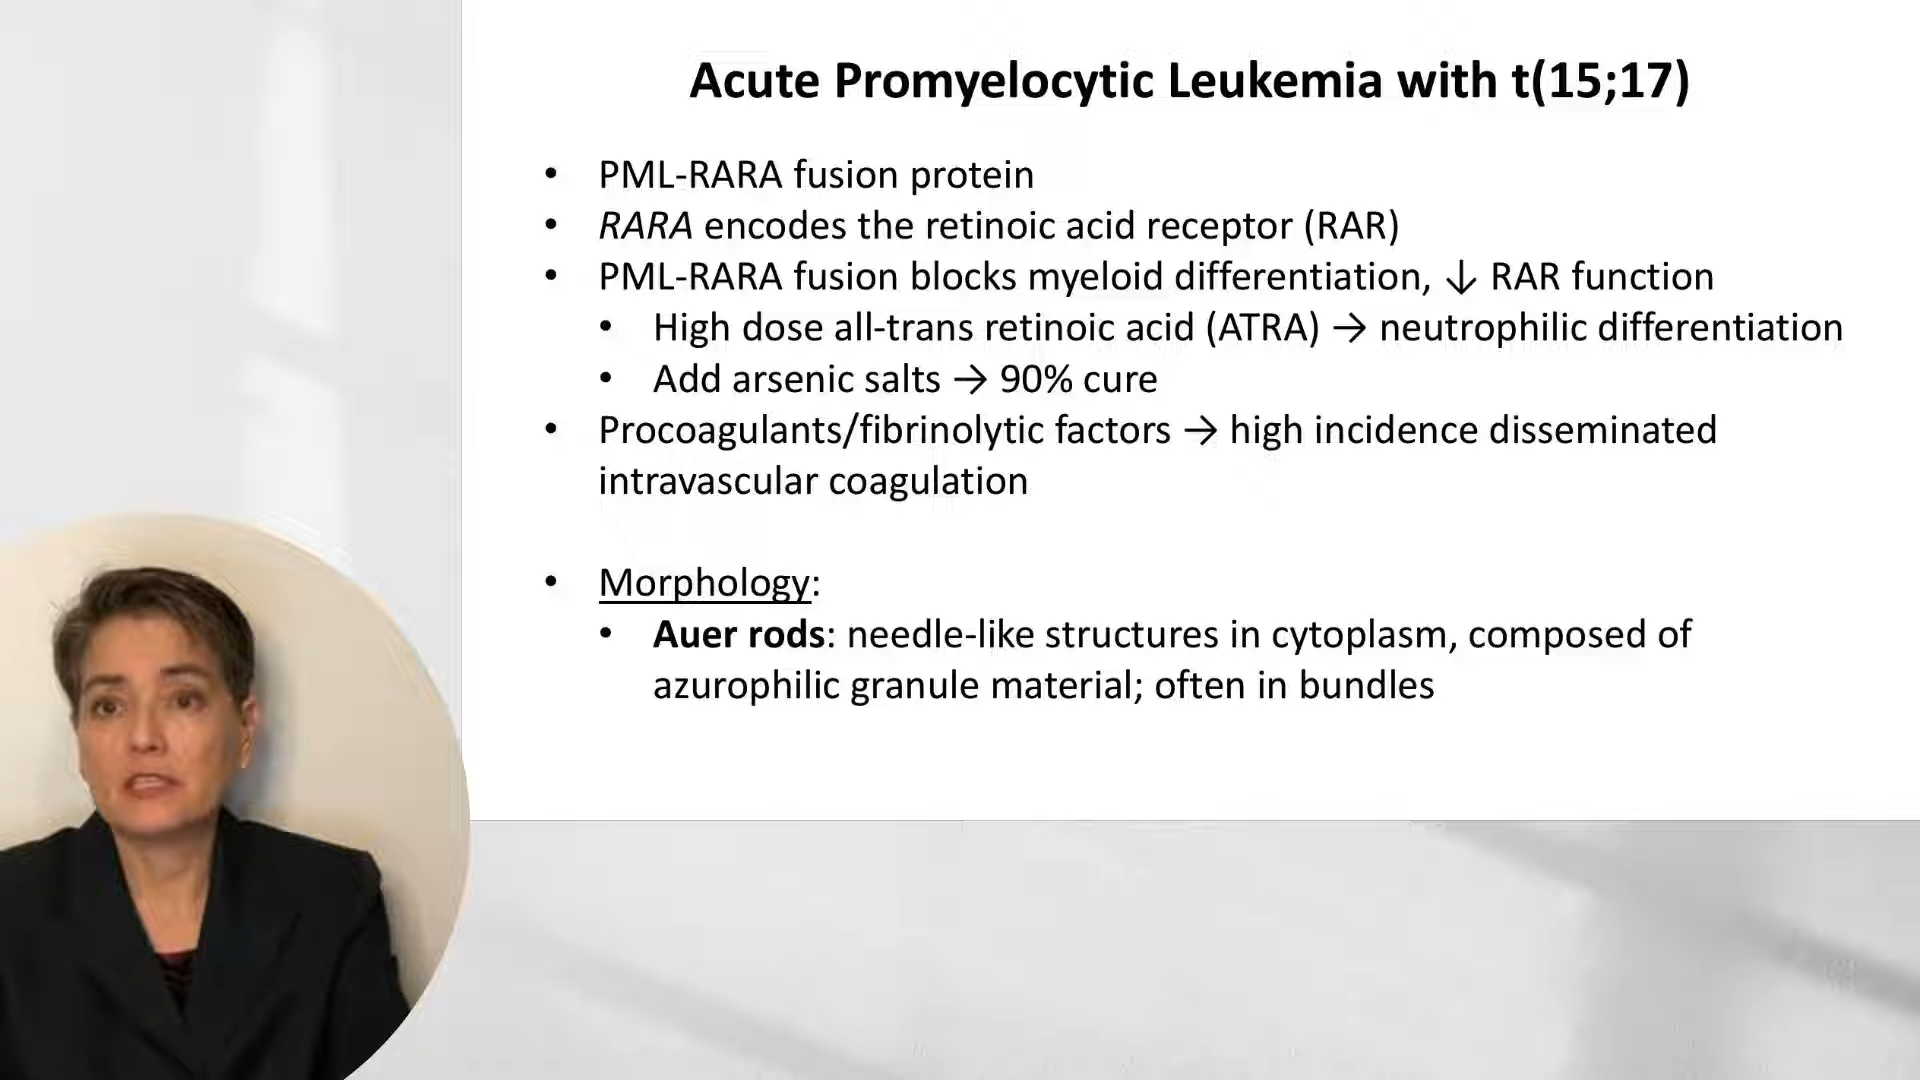 Acute Promyelocytic Leukemia with t(15;17)
• PML-RARA fusion protein
• RARA encodes the retinoic acid receptor (RAR)
• PML-RARA fusion blocks myeloid differentiation, ↓ RAR function
• High dose all-trans retinoic acid (ATRA) → neutrophilic differentiation
• Add arsenic salts → 90% cure
• Procoagulants/fibrinolytic factors → high incidence disseminated
intravascular coagulation
• Morphology:
• Auer rods: needle-like structures in cytoplasm, composed of
azurophilic granule material; often in bundles